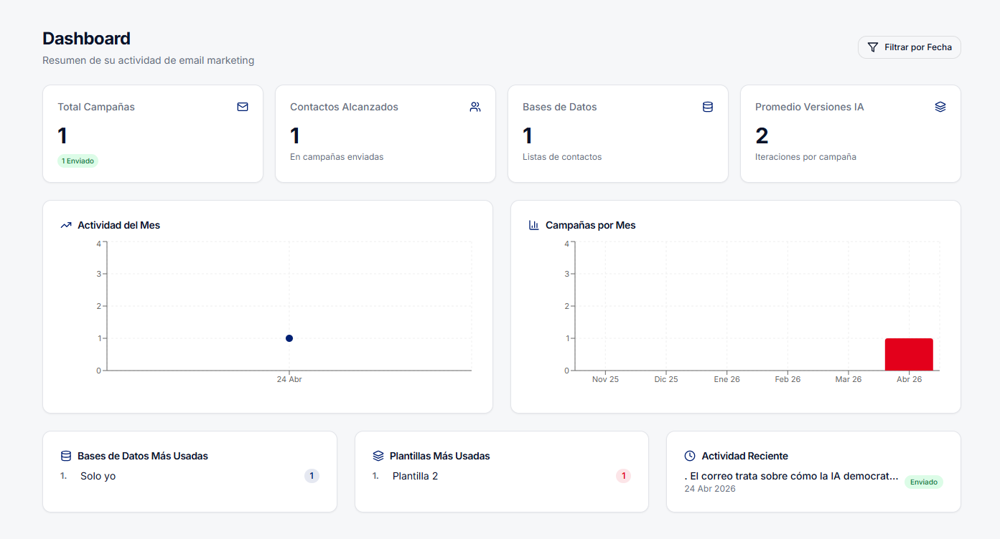 Dashboard
Resumen de su actividad de email marketing
Filtrar por Fecha
Total Campañas
1
1 Enviado
Contactos Alcanzados
1
En campañas enviadas
Bases de Datos
1
Listas de contactos
Promedio Versiones IA
2
Iteraciones por campaña
Actividad del Mes
4
3
2
1
0
24 Abr
Campañas por Mes
4
3
2
1
0
Nov 25 Dic 25 Ene 26 Feb 26 Mar 26 Abr 26
Bases de Datos Más Usadas
1. Solo yo 1
Plantillas Más Usadas
1. Plantilla 2 1
Actividad Reciente
. El correo trata sobre cómo la IA democrat...
24 Abr 2026
Enviado